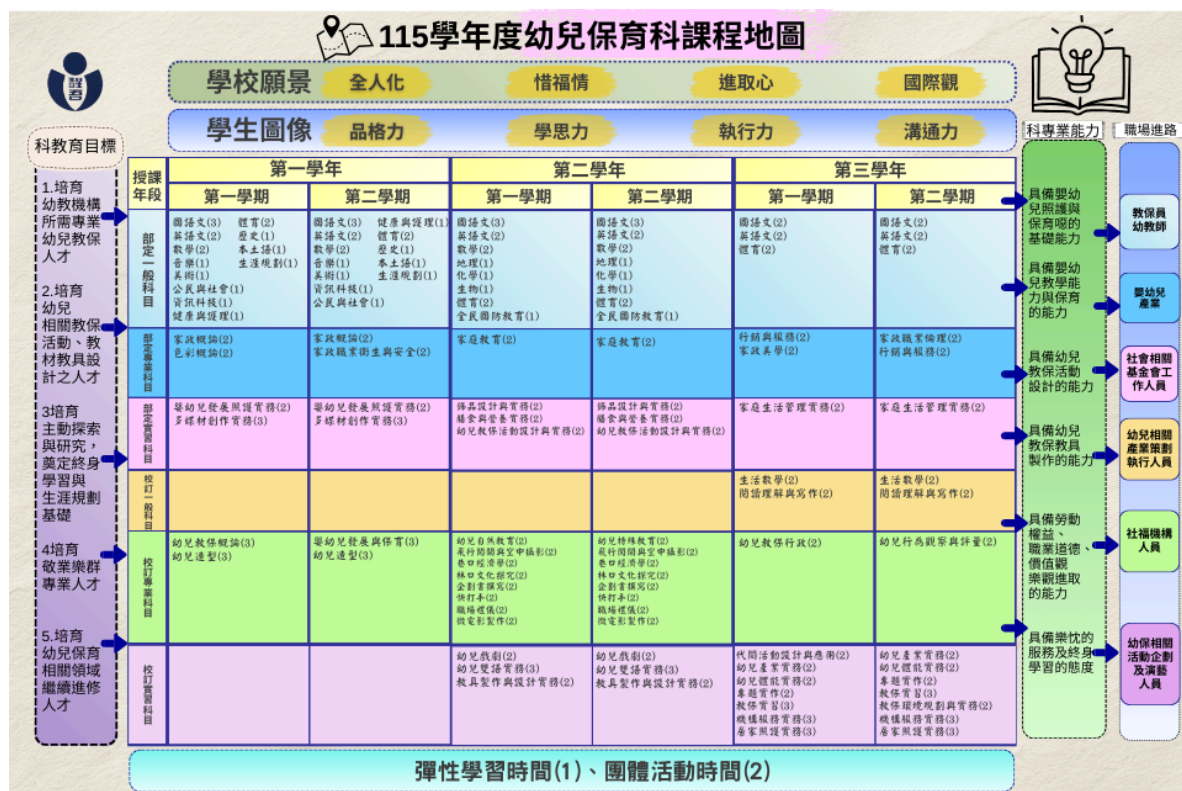 115學年度幼兒保育科課程地圖
學校願景 全人化 惜福情 進取心 國際觀
學生圖像 品格力 學思力 執行力 溝通力
醒吾
科教育目標
1.培育
幼教機構
所需專業
幼兒教保
人才
2.培育
幼兒
相關教保
活動、教
材教具設
計之人才
3培育
主動探索
與研究，
奠定終身
學習與
生涯規劃
基礎
4培育
敬業樂群
專業人才
5.培育
幼兒保育
相關領域
繼續進修
人才
授課
年段
第一學年 第二學年 第三學年
第一學期 第二學期 第一學期 第二學期 第一學期 第二學期
部定一般科目
國語文(3) 體育(2)
英語文(2) 歷史(1)
數學(2) 本土語(1)
音樂(1) 生涯規劃(1)
美術(1)
公民與社會(1)
資訊科技(1)
健康與護理(1)
國語文(3) 健康與護理(1)
英語文(2) 體育(2)
數學(2) 歷史(1)
音樂(1) 本土語(1)
美術(1) 生涯規劃(1)
資訊科技(1)
公民與社會(1)
國語文(3)
英語文(2)
數學(2)
地理(1)
化學(1)
生物(1)
體育(2)
全民國防教育(1)
國語文(3)
英語文(2)
數學(2)
地理(1)
化學(1)
生物(1)
體育(2)
全民國防教育(1)
國語文(2)
英語文(2)
體育(2)
國語文(2)
英語文(2)
體育(2)
部定專業科目
家政概論(2)
色彩概論(2)
家政概論(2)
家政職業衛生與安全(2)
家庭教育(2)
家庭教育(2)
行銷與服務(2)
家政美學(2)
家政職業倫理(2)
行銷與服務(2)
部定實習科目
嬰幼兒發展照護實務(2)
多媒材創作實務(3)
嬰幼兒發展照護實務(2)
多媒材創作實務(3)
飾品設計與實務(2)
膳食與營養實務(2)
幼兒教保活動設計與實務(2)
飾品設計與實務(2)
膳食與營養實務(2)
幼兒教保活動設計與實務(2)
家庭生活管理實務(2)
家庭生活管理實務(2)
校訂一般科目
生活數學(2)
閱讀理解與寫作(2)
生活數學(2)
閱讀理解與寫作(2)
校訂專業科目
幼兒教保概論(3)
幼兒造型(3)
嬰幼兒發展與保育(3)
幼兒造型(3)
幼兒自然教育(2)
飛行閱閱與空中攝影(2)
巷口經濟學(2)
林口文化探究(2)
企劃書撰寫(2)
快打手(2)
職場禮儀(2)
微電影製作(2)
幼兒特殊教育(2)
飛行閱閱與空中攝影(2)
巷口經濟學(2)
林口文化探究(2)
企劃書撰寫(2)
快打手(2)
職場禮儀(2)
微電影製作(2)
幼兒教保行政(2)
幼兒行為觀察與評量(2)
校訂實習科目
幼兒戲劇(2)
幼兒雙語實務(3)
教具製作與設計實務(2)
幼兒戲劇(2)
幼兒雙語實務(3)
教具製作與設計實務(2)
代間活動設計與應用(2)
幼兒產業實務(2)
幼兒體能實務(2)
專題實作(2)
教保實習(3)
機構服務實務(3)
居家照護實務(3)
幼兒產業實務(2)
幼兒體能實務(2)
專題實作(2)
教保實習(3)
教保環境規劃與實務(2)
機構服務實務(3)
居家照護實務(3)
彈性學習時間(1)、團體活動時間(2)
科專業能力
具備嬰幼
兒照護與
保育噁的
基礎能力
具備嬰幼
兒教學能
力與保育
的能力
具備幼兒
教保活動
設計的能力
具備幼兒
教保教具
製作的能力
具備勞動
權益、
職業道德、
價值觀
樂觀進取
的能力
具備樂忱的
服務及終身
學習的態度
職場進路
教保員
幼教師
嬰幼兒
產業
社會相關
基金會工
作人員
幼兒相關
產業策劃
執行人員
社福機構
人員
幼保相關
活動企劃
及演藝
人員